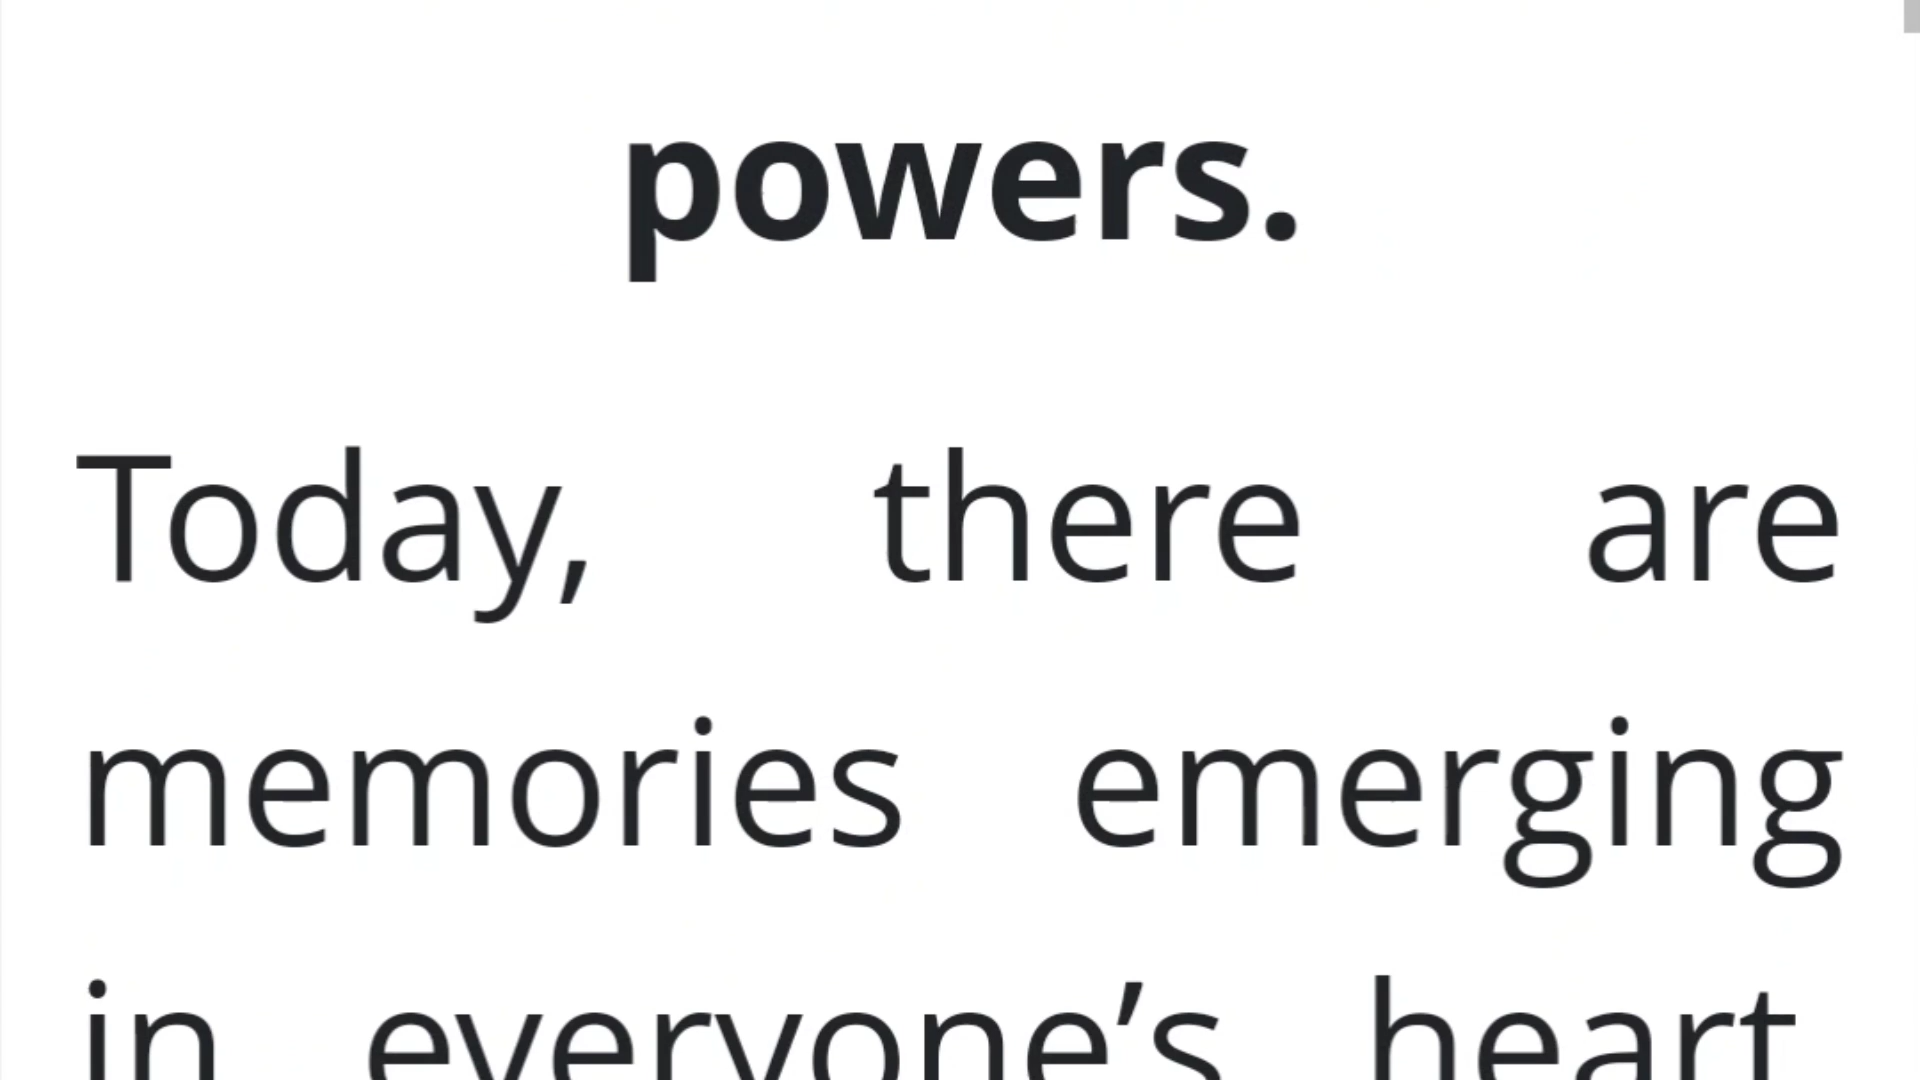 powers.
Today, there are
memories emerging
in everyone’s heart